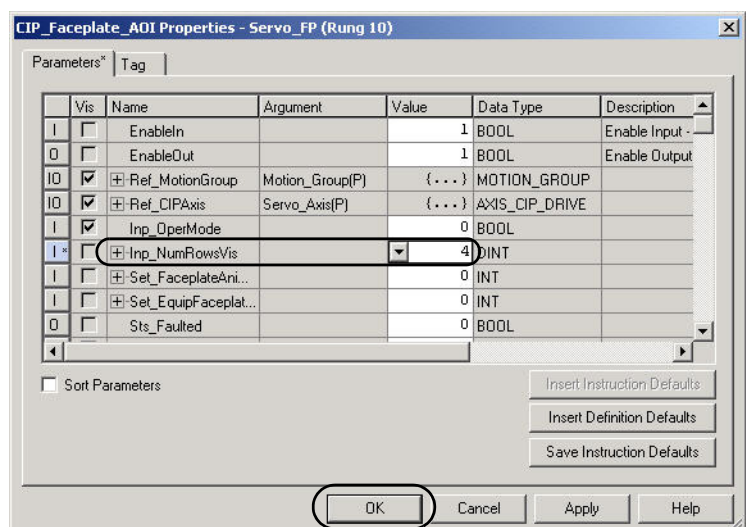 CIP_Faceplate_AOI Properties - Servo_FP (Rung 10)
Parameters* Tag
Vis Name Argument Value Data Type Description
I EnableIn 1 BOOL Enable Input -
O EnableOut 1 BOOL Enable Output
IO Ref_MotionGroup Motion_Group(P) {...} MOTION_GROUP
IO Ref_CIPAxis Servo_Axis(P) {...} AXIS_CIP_DRIVE
I Inp_OperMode 0 BOOL
I * Inp_NumRowsVis 4 DINT
I Set_FaceplateAni... 0 INT
I Set_EquipFaceplat... 0 INT
O Sts_Faulted 0 BOOL
Sort Parameters
Insert Instruction Defaults
Insert Definition Defaults
Save Instruction Defaults
OK Cancel Apply Help